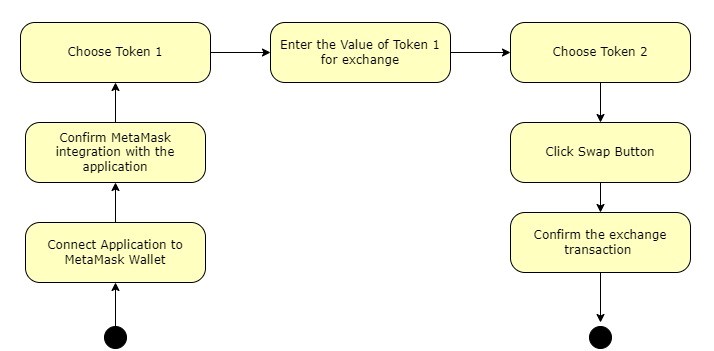 Choose Token 1
Enter the Value of Token 1
for exchange
Choose Token 2
Confirm MetaMask
integration with the
application
Click Swap Button
Connect Application to
MetaMask Wallet
Confirm the exchange
transaction